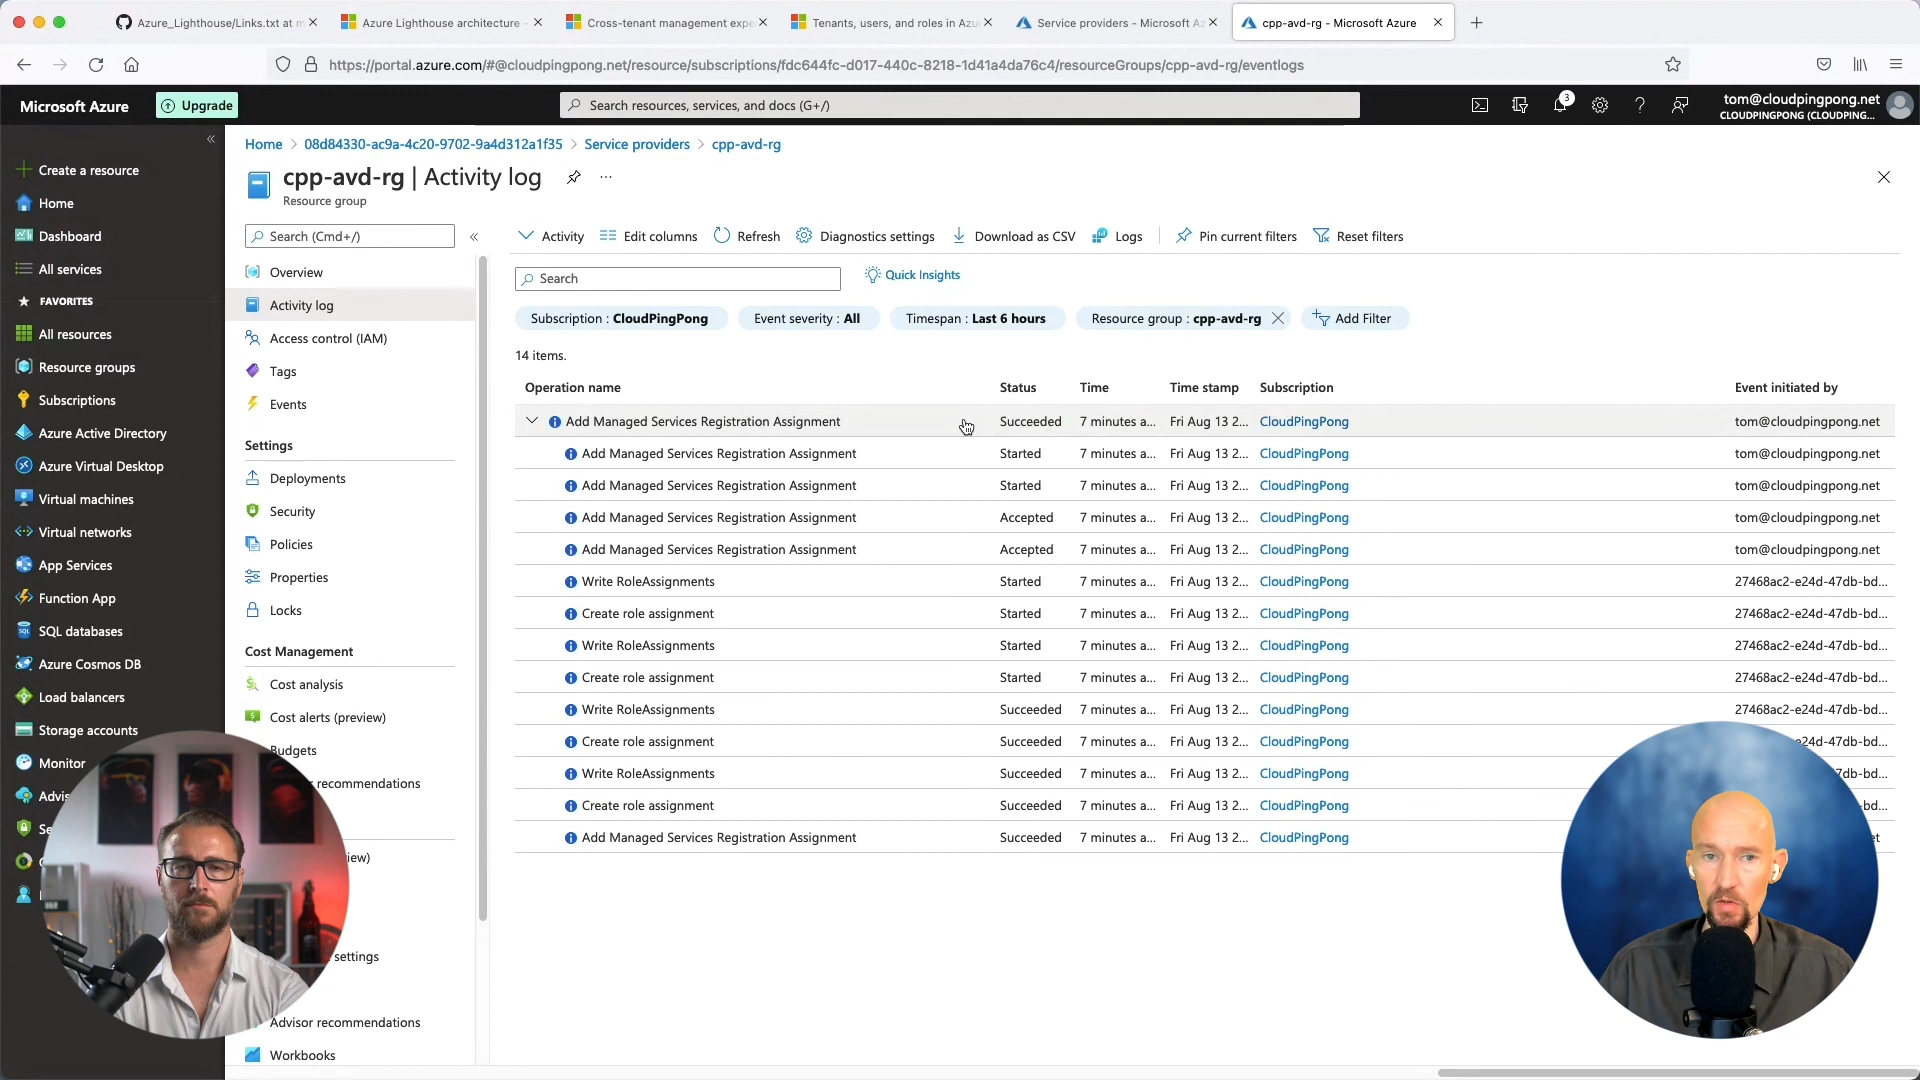 Azure_Lighthouse/Links.txt at m
Azure Lighthouse architecture -
Cross-tenant management expe
Tenants, users, and roles in Azu
Service providers - Microsoft Az
cpp-avd-rg - Microsoft Azure
https://portal.azure.com/#@cloudpingpong.net/resource/subscriptions/fdc644fc-d017-440c-8218-1d41a4da76c4/resourceGroups/cpp-avd-rg/eventlogs
Microsoft Azure
Upgrade
Search resources, services, and docs (G+/)
3
tom@cloudpingpong.net
CLOUDPINGPONG (CLOUDPING...
Create a resource
Home
Dashboard
All services
FAVORITES
All resources
Resource groups
Subscriptions
Azure Active Directory
Azure Virtual Desktop
Virtual machines
Virtual networks
App Services
Function App
SQL databases
Azure Cosmos DB
Load balancers
Storage accounts
Monitor
Advis
Se
Home > 08d84330-ac9a-4c20-9702-9a4d312a1f35 > Service providers > cpp-avd-rg
cpp-avd-rg | Activity log
Resource group
Search (Cmd+/)
Overview
Activity log
Access control (IAM)
Tags
Events
Settings
Deployments
Security
Policies
Properties
Locks
Cost Management
Cost analysis
Cost alerts (preview)
Budgets
r recommendations
iew)
settings
Advisor recommendations
Workbooks
Activity Edit columns Refresh Diagnostics settings Download as CSV Logs Pin current filters Reset filters
Search
Quick Insights
Subscription : CloudPingPong
Event severity : All
Timespan : Last 6 hours
Resource group : cpp-avd-rg
Add Filter
14 items.
Operation name Status Time Time stamp Subscription Event initiated by
Add Managed Services Registration Assignment Succeeded 7 minutes a... Fri Aug 13 2... CloudPingPong tom@cloudpingpong.net
Add Managed Services Registration Assignment Started 7 minutes a... Fri Aug 13 2... CloudPingPong tom@cloudpingpong.net
Add Managed Services Registration Assignment Started 7 minutes a... Fri Aug 13 2... CloudPingPong tom@cloudpingpong.net
Add Managed Services Registration Assignment Accepted 7 minutes a... Fri Aug 13 2... CloudPingPong tom@cloudpingpong.net
Add Managed Services Registration Assignment Accepted 7 minutes a... Fri Aug 13 2... CloudPingPong tom@cloudpingpong.net
Write RoleAssignments Started 7 minutes a... Fri Aug 13 2... CloudPingPong 27468ac2-e24d-47db-bd...
Create role assignment Started 7 minutes a... Fri Aug 13 2... CloudPingPong 27468ac2-e24d-47db-bd...
Write RoleAssignments Started 7 minutes a... Fri Aug 13 2... CloudPingPong 27468ac2-e24d-47db-bd...
Create role assignment Started 7 minutes a... Fri Aug 13 2... CloudPingPong 27468ac2-e24d-47db-bd...
Write RoleAssignments Succeeded 7 minutes a... Fri Aug 13 2... CloudPingPong 27468ac2-e24d-47db-bd...
Create role assignment Succeeded 7 minutes a... Fri Aug 13 2... CloudPingPong e24d-47db-bd...
Write RoleAssignments Succeeded 7 minutes a... Fri Aug 13 2... CloudPingPong 7db-bd...
Create role assignment Succeeded 7 minutes a... Fri Aug 13 2... CloudPingPong bd...
Add Managed Services Registration Assignment Succeeded 7 minutes a... Fri Aug 13 2... CloudPingPong et